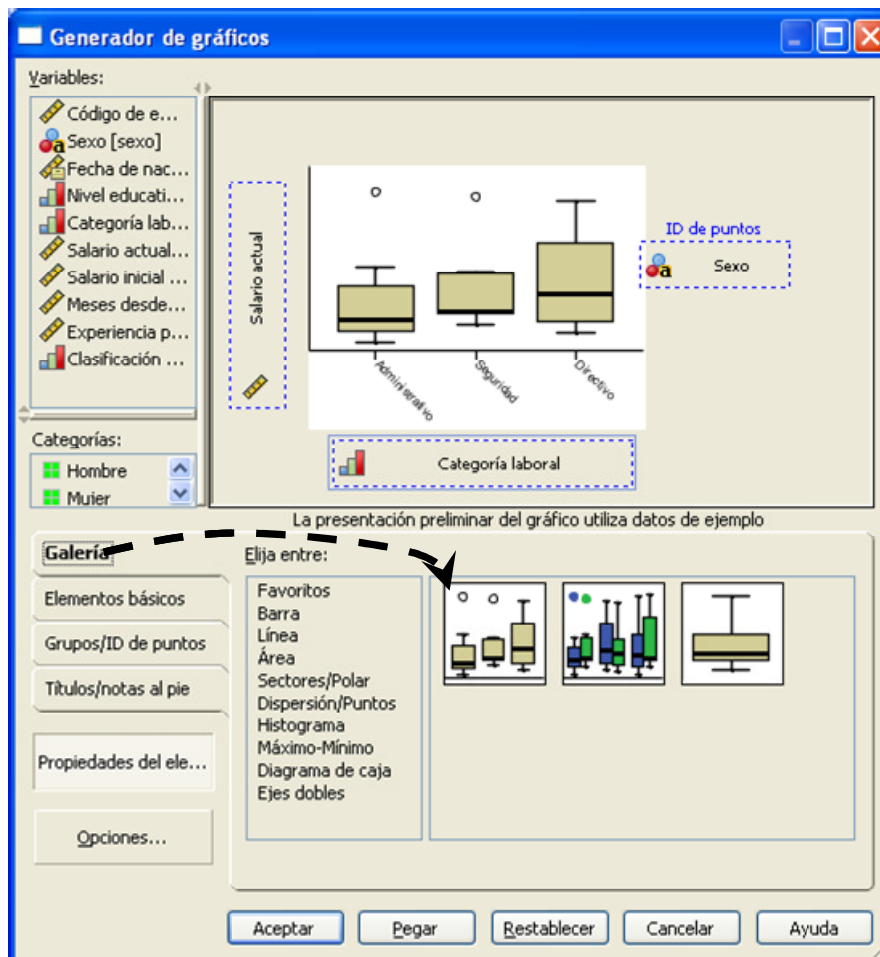 Generador de gráficos
Variables:
Código de e...
Sexo [sexo]
Fecha de nac...
Nivel educati...
Categoría lab...
Salario actual...
Salario inicial ...
Meses desde...
Experiencia p...
Clasificación ...
Categorías:
Hombre
Mujer
Salario actual
Administrativo
Seguridad
Directivo
ID de puntos
Sexo
Categoría laboral
La presentación preliminar del gráfico utiliza datos de ejemplo
Galería
Elementos básicos
Grupos/ID de puntos
Títulos/notas al pie
Propiedades del ele...
Opciones...
Elija entre:
Favoritos
Barra
Línea
Área
Sectores/Polar
Dispersión/Puntos
Histograma
Máximo-Mínimo
Diagrama de caja
Ejes dobles
Aceptar
Pegar
Restablecer
Cancelar
Ayuda